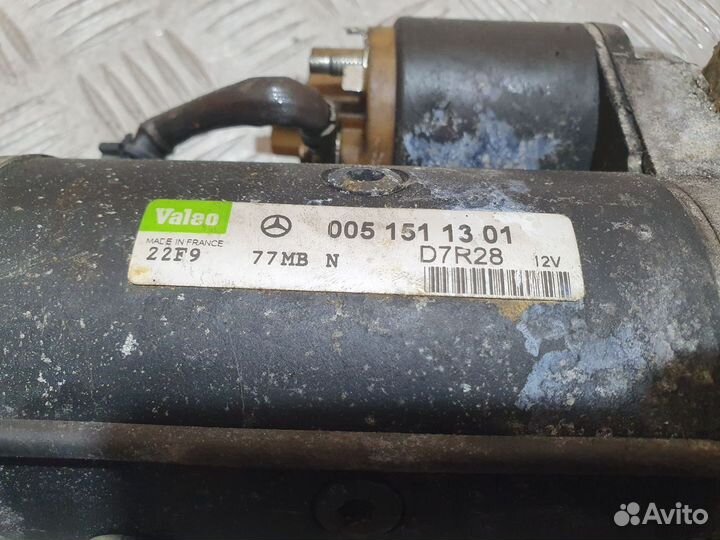 Valeo 005 151 13 01
MADE IN FRANCE
22F9 77MB N D7R28 12V
Avito